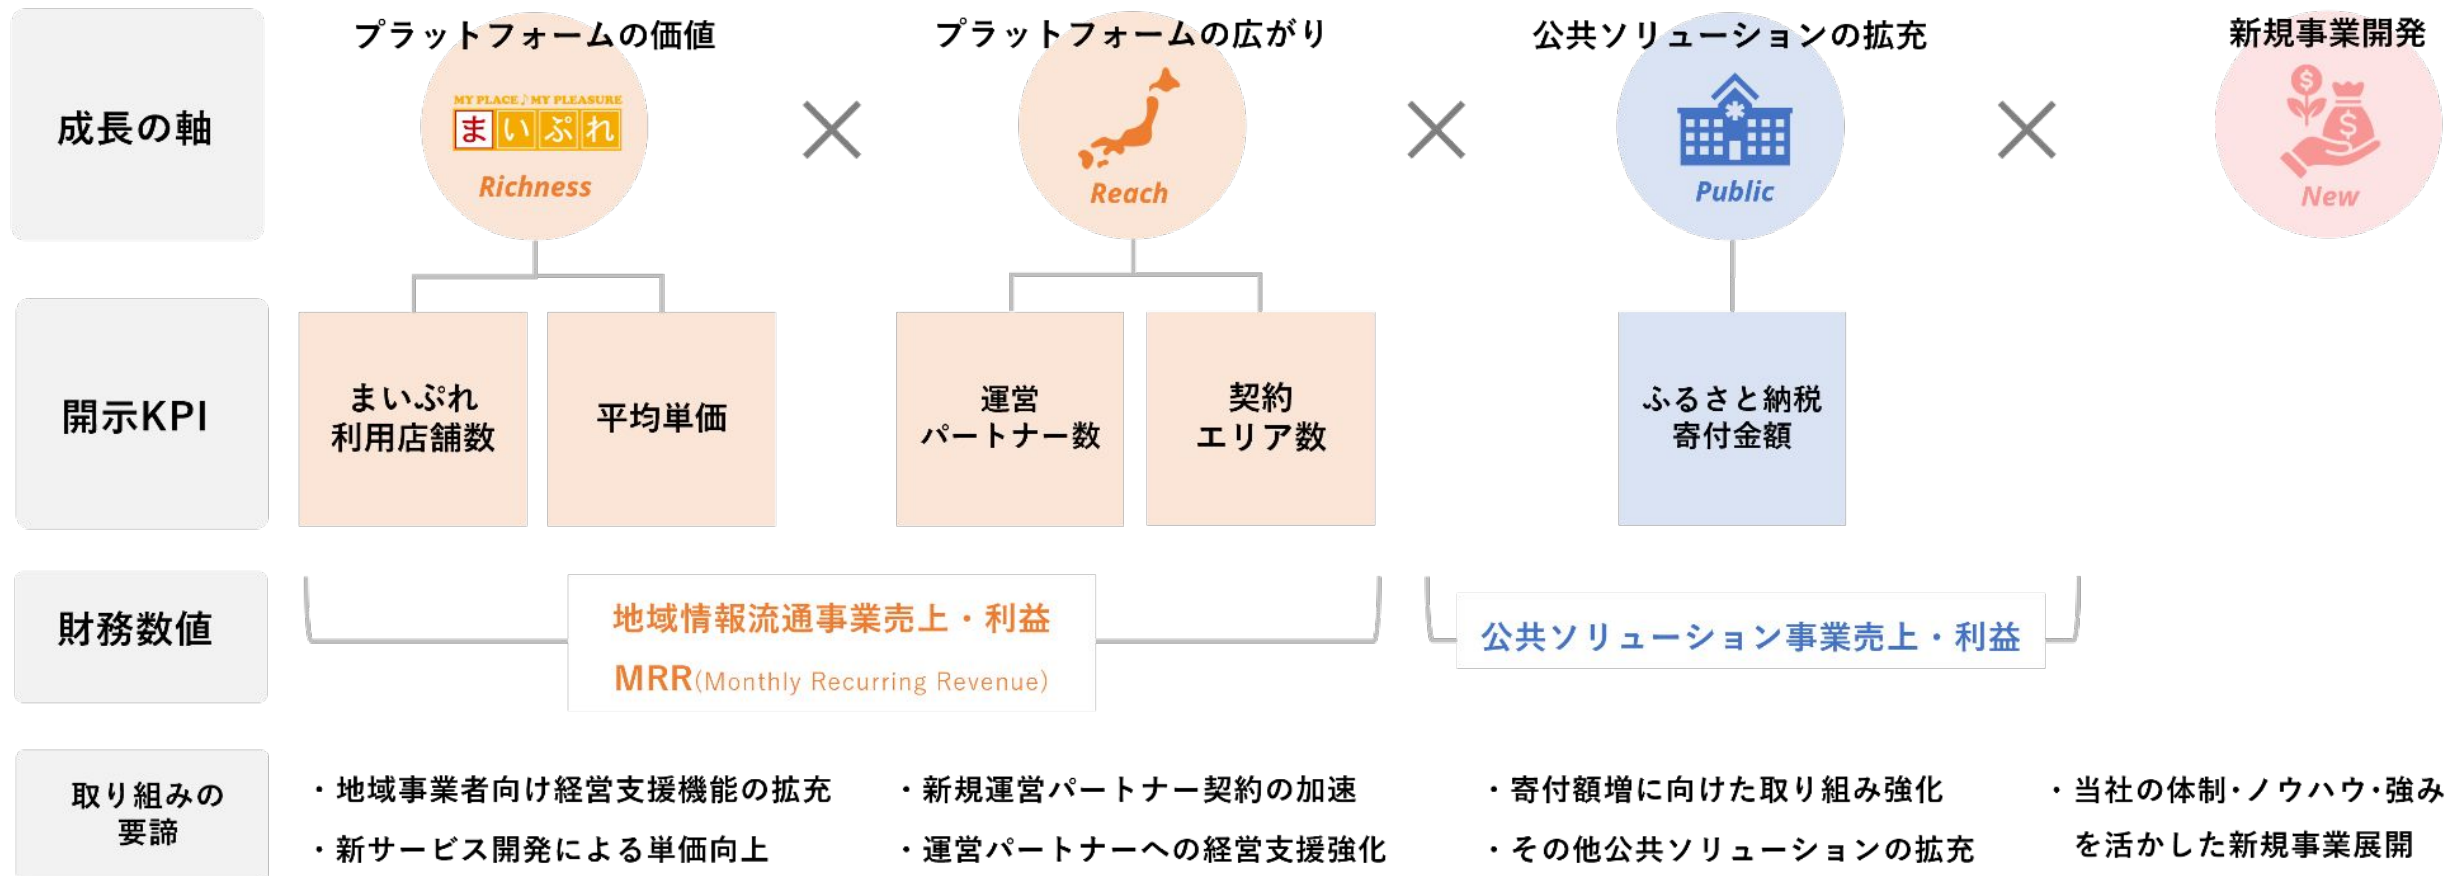 成長の軸
プラットフォームの価値
MY PLACE♪MY PLEASURE
まいぷれ
Richness
プラットフォームの広がり
Reach
公共ソリューションの拡充
Public
新規事業開発
New
開示KPI
まいぷれ
利用店舗数
平均単価
運営
パートナー数
契約
エリア数
ふるさと納税
寄付金額
財務数値
地域情報流通事業売上・利益
MRR(Monthly Recurring Revenue)
公共ソリューション事業売上・利益
取り組みの
要諦
・地域事業者向け経営支援機能の拡充
・新サービス開発による単価向上
・新規運営パートナー契約の加速
・運営パートナーへの経営支援強化
・寄付額増に向けた取り組み強化
・その他公共ソリューションの拡充
・当社の体制・ノウハウ・強み
を活かした新規事業展開